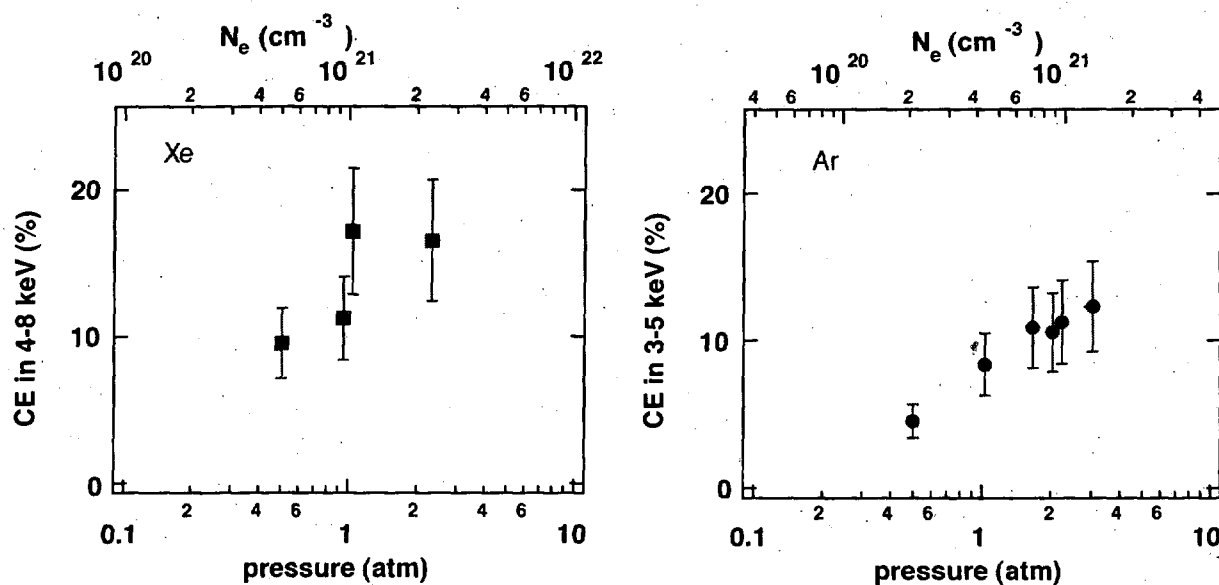 N_e (cm^-3)
10^20 10^21 10^22
2 4 6 2 4 6
Xe
CE in 4-8 keV (%)
20
10
0
2 4 6 2 4 6
0.1 1 10
pressure (atm)
N_e (cm^-3)
10^20 10^21
4 6 2 4 6 2 4
Ar
CE in 3-5 keV (%)
20
10
0
2 4 6 2 4 6
0.1 1 10
pressure (atm)